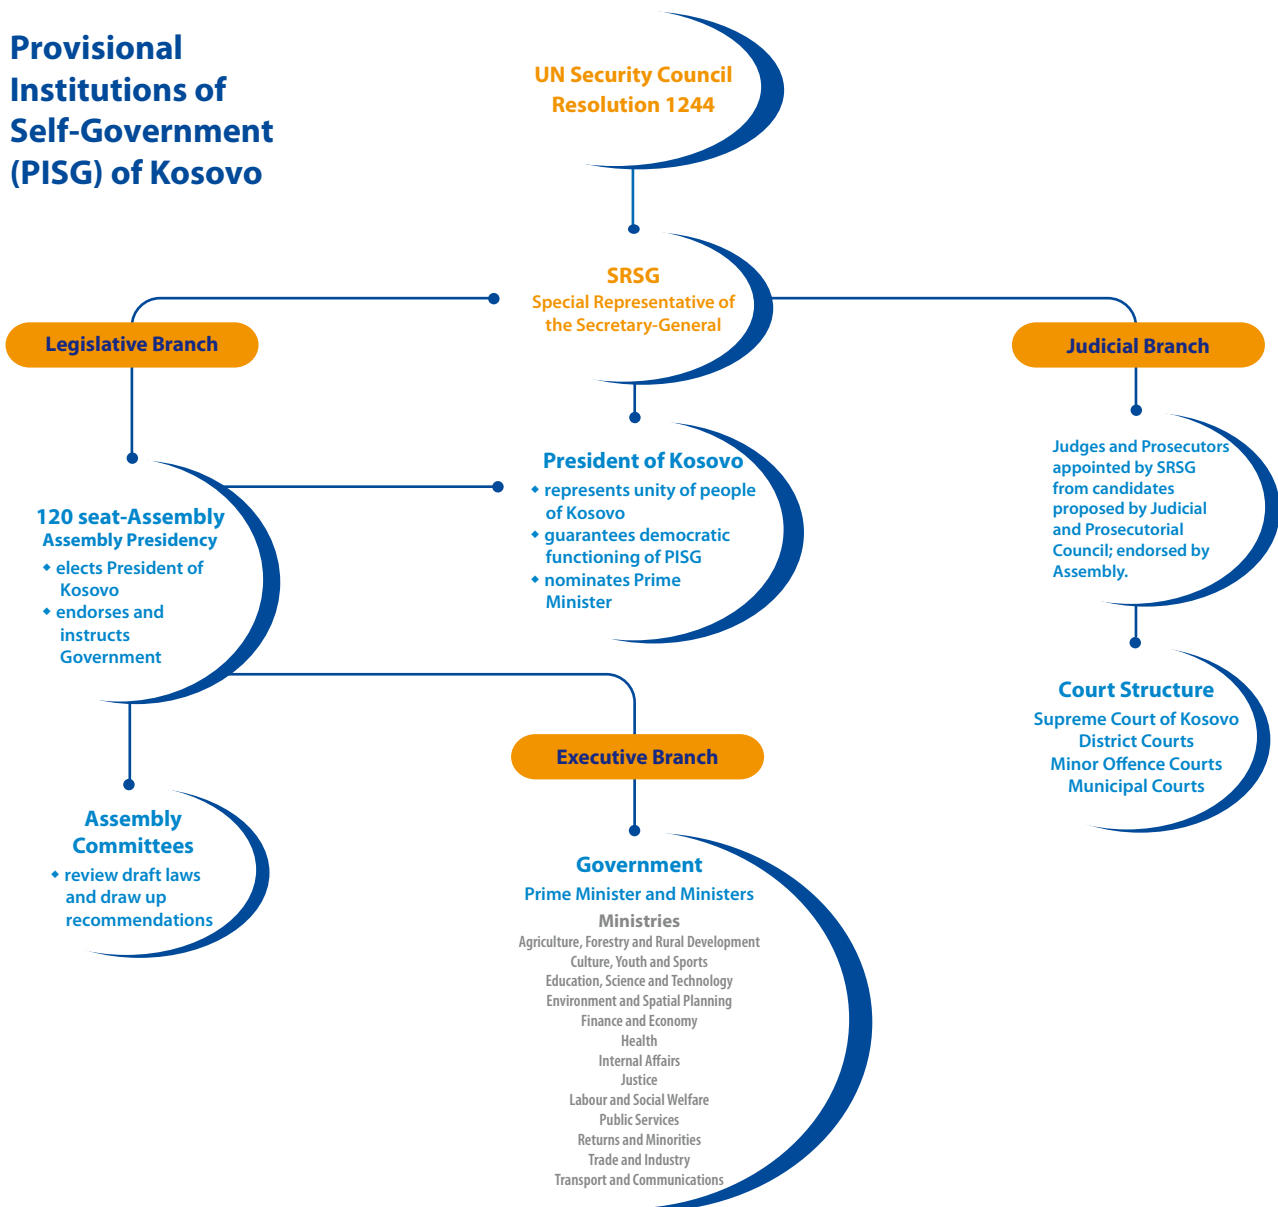 Provisional
Institutions of
Self-Government
(PISG) of Kosovo
UN Security Council
Resolution 1244
SRSG
Special Representative of
the Secretary-General
Legislative Branch
Judicial Branch
120 seat-Assembly
Assembly Presidency
◆ elects President of
Kosovo
◆ endorses and
instructs
Government
President of Kosovo
◆ represents unity of people
of Kosovo
◆ guarantees democratic
functioning of PISG
◆ nominates Prime
Minister
Judges and Prosecutors
appointed by SRSG
from candidates
proposed by Judicial
and Prosecutorial
Council; endorsed by
Assembly.
Court Structure
Supreme Court of Kosovo
District Courts
Minor Offence Courts
Municipal Courts
Executive Branch
Assembly
Committees
◆ review draft laws
and draw up
recommendations
Government
Prime Minister and Ministers
Ministries
Agriculture, Forestry and Rural Development
Culture, Youth and Sports
Education, Science and Technology
Environment and Spatial Planning
Finance and Economy
Health
Internal Affairs
Justice
Labour and Social Welfare
Public Services
Returns and Minorities
Trade and Industry
Transport and Communications